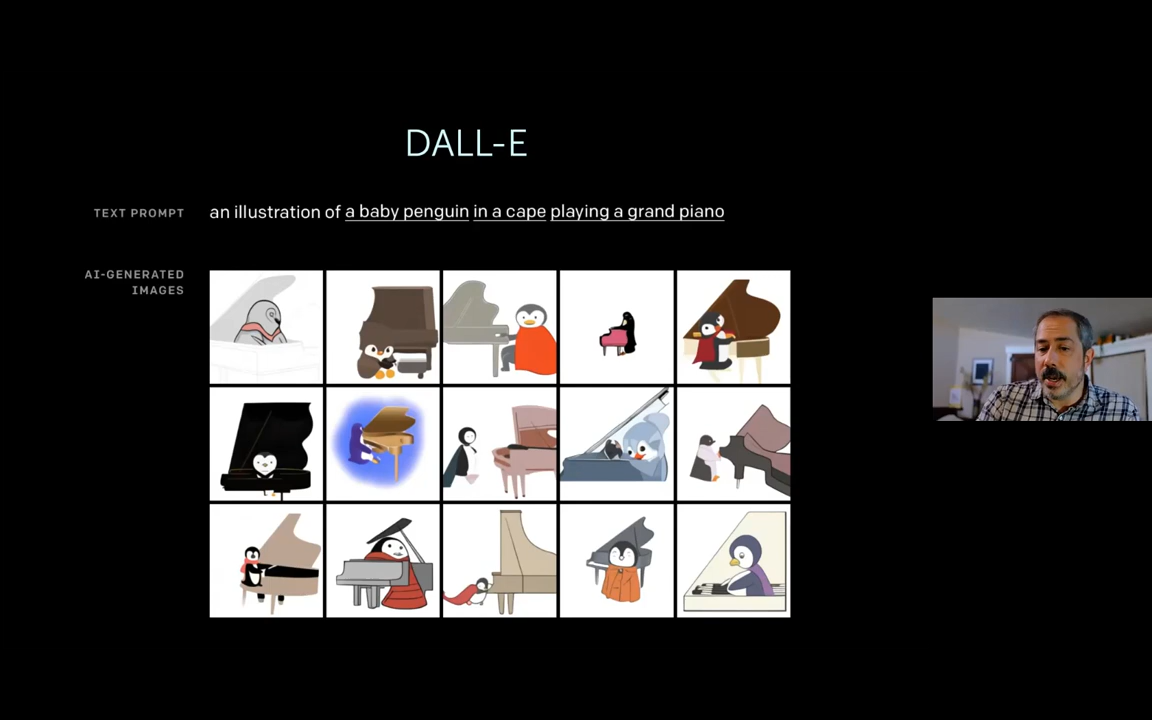 DALL-E
TEXT PROMPT
an illustration of a baby penguin in a cape playing a grand piano
AI-GENERATED
IMAGES